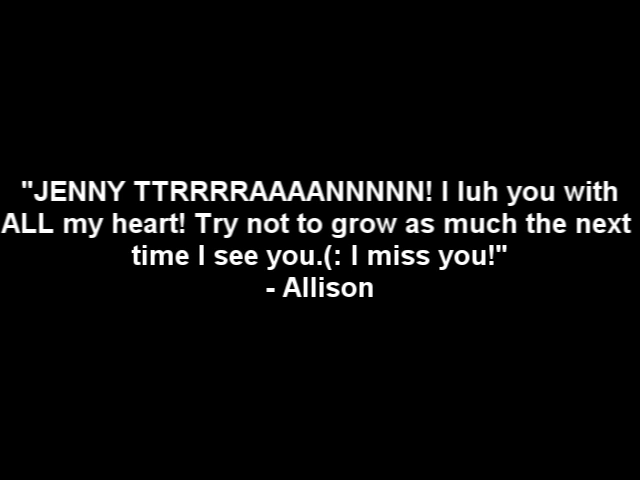 "JENNY TTRRRRAAAANNNNN! I luh you with
ALL my heart! Try not to grow as much the next
time I see you.(: I miss you!"
- Allison